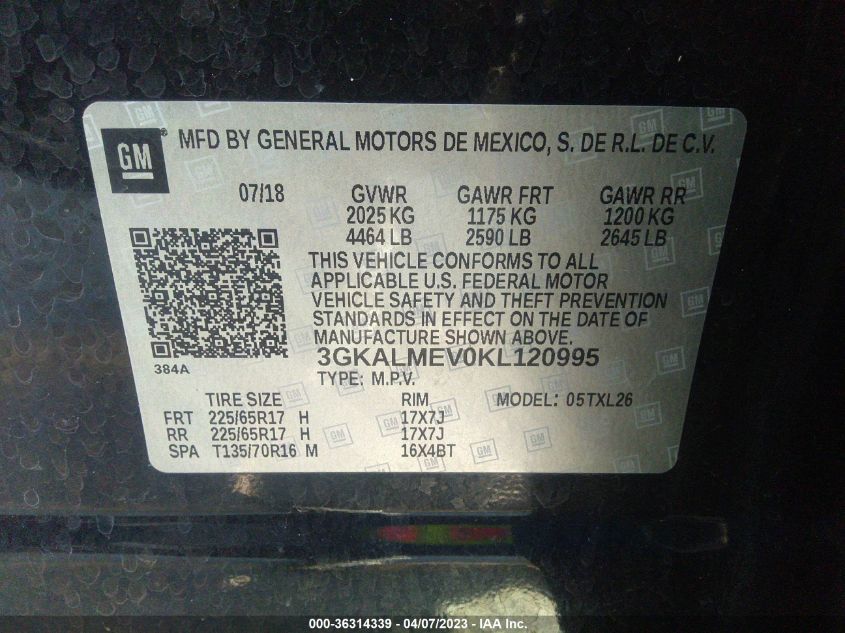 GM ® MFD BY GENERAL MOTORS DE MEXICO, S. DE R.L. DE C.V.
07/18 GVWR GAWR FRT GAWR RR
2025 KG 1175 KG 1200 KG
4464 LB 2590 LB 2645 LB
THIS VEHICLE CONFORMS TO ALL
APPLICABLE U.S. FEDERAL MOTOR
VEHICLE SAFETY AND THEFT PREVENTION
STANDARDS IN EFFECT ON THE DATE OF
MANUFACTURE SHOWN ABOVE.
3GKALMEV0KL120995
384A
TYPE: M.P.V.
TIRE SIZE RIM MODEL: 05TXL26
FRT 225/65R17 H 17X7J
RR 225/65R17 H 17X7J
SPA T135/70R16 M 16X4BT
000-36314339 - 04/07/2023 - IAA Inc.